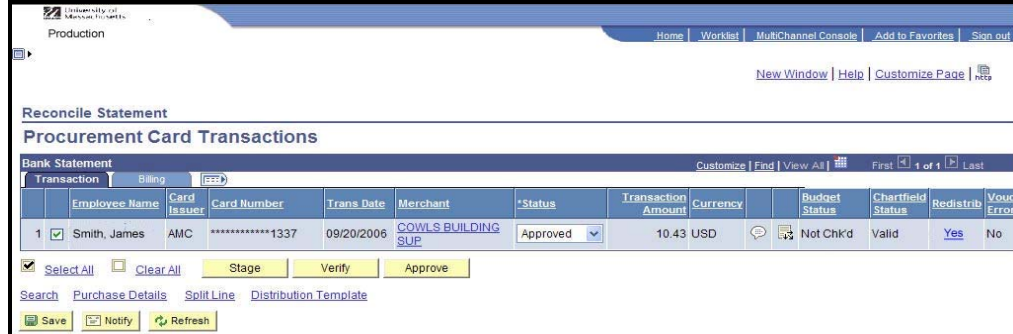 University of
Massachusetts
Production
Home | Worklist | MultiChannel Console | Add to Favorites | Sign out
New Window | Help | Customize Page | http
Reconcile Statement
Procurement Card Transactions
Bank Statement Customize | Find | View All | First 1 of 1 Last
Transaction Billing
Employee Name Card Issuer Card Number Trans Date Merchant *Status Transaction Amount Currency Budget Status Chartfield Status Redistrib Vouc Error
1 Smith, James AMC ************1337 09/20/2006 COWLS BUILDING SUP Approved 10.43 USD Not Chk'd Valid Yes No
Select All Clear All Stage Verify Approve
Search Purchase Details Split Line Distribution Template
Save Notify Refresh